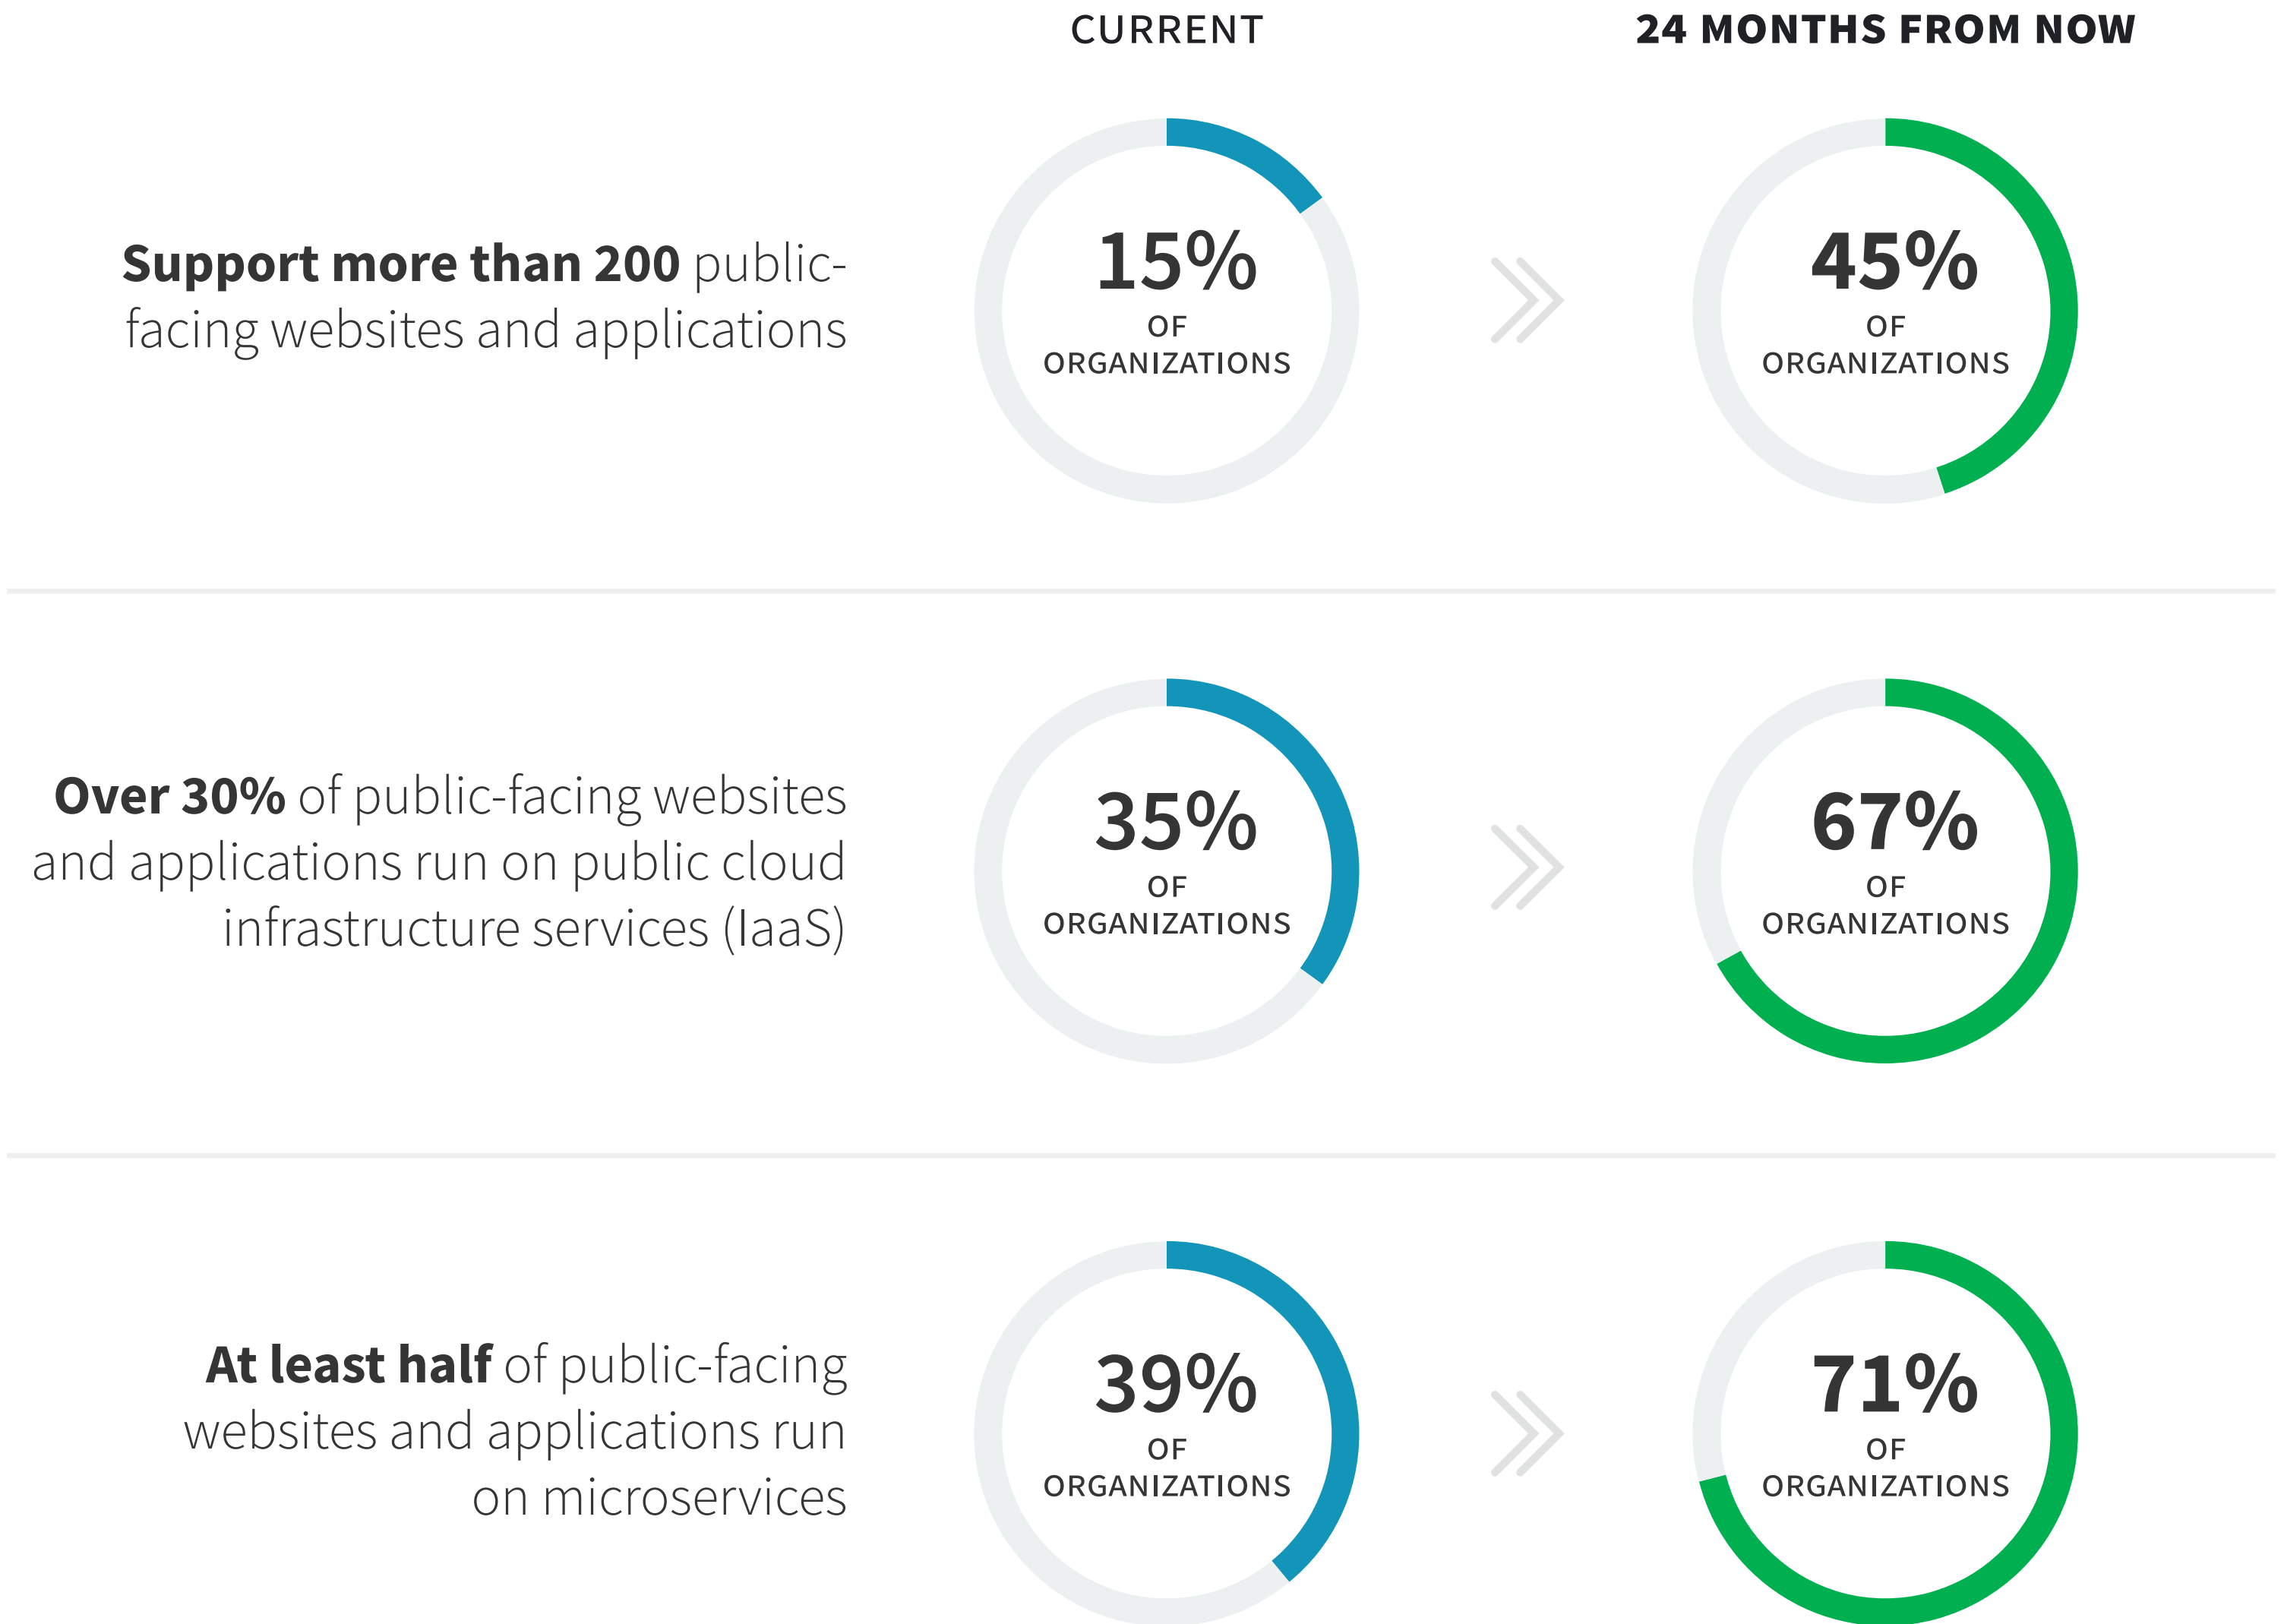 CURRENT
24 MONTHS FROM NOW
Support more than 200 public-
facing websites and applications
15%
OF
ORGANIZATIONS
45%
OF
ORGANIZATIONS
Over 30% of public-facing websites
and applications run on public cloud
infrastructure services (IaaS)
35%
OF
ORGANIZATIONS
67%
OF
ORGANIZATIONS
At least half of public-facing
websites and applications run
on microservices
39%
OF
ORGANIZATIONS
71%
OF
ORGANIZATIONS